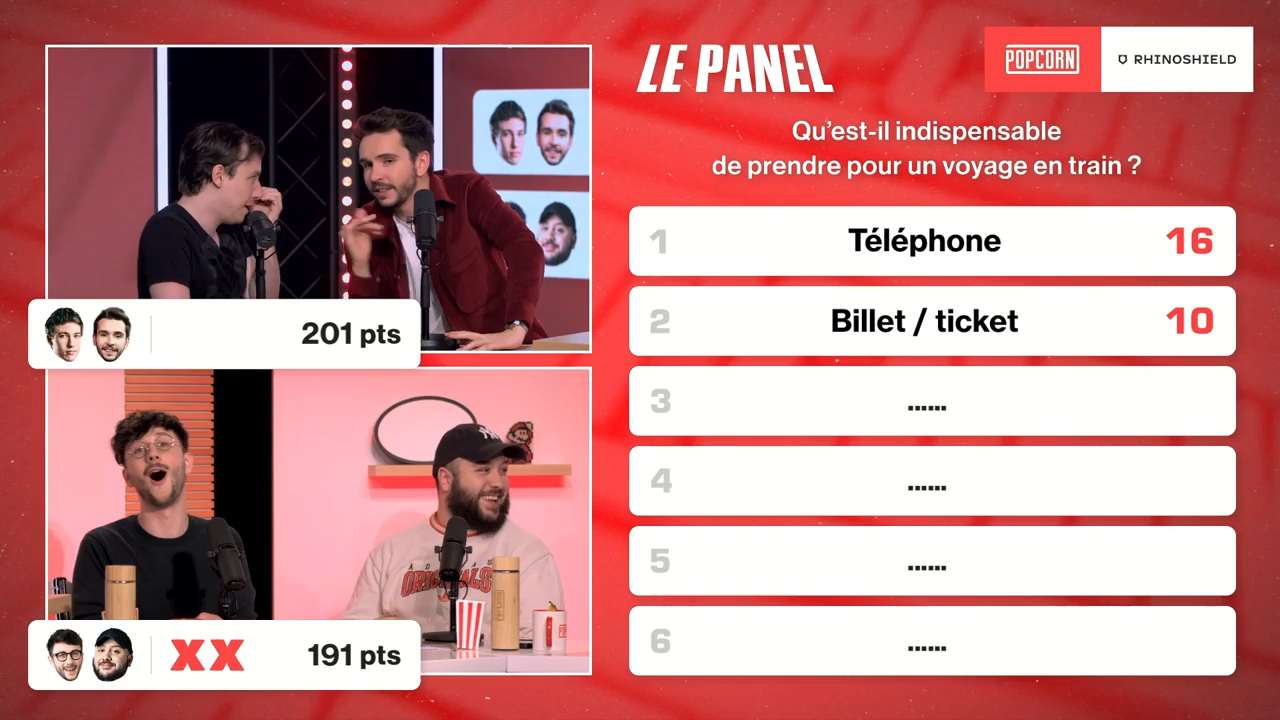 LE PANEL
POPCORN
RHINOSHIELD
Qu’est-il indispensable
de prendre pour un voyage en train ?
1 Téléphone 16
2 Billet / ticket 10
3 ......
4 ......
5 ......
6 ......
201 pts
ORIGINALS
XX 191 pts